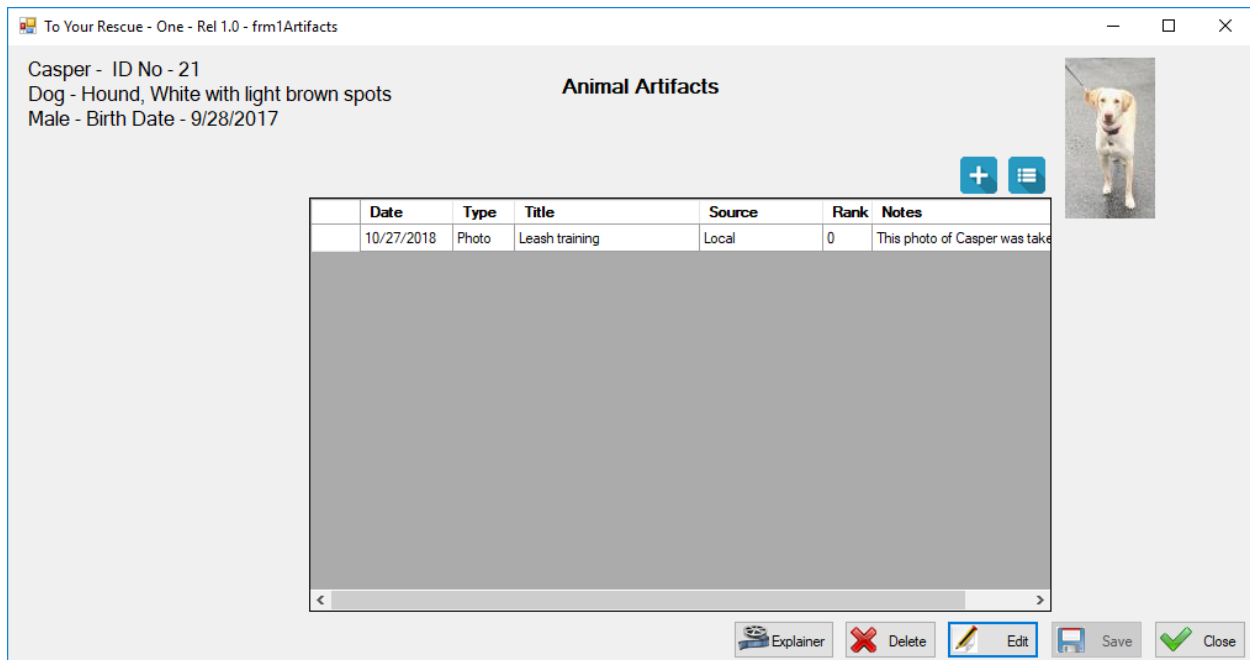 To Your Rescue - One - Rel 1.0 - frm1Artifacts
Casper -  ID No - 21
Dog - Hound, White with light brown spots
Male - Birth Date - 9/28/2017
Animal Artifacts
Date Type Title Source Rank Notes
10/27/2018 Photo Leash training Local 0 This photo of Casper was take
Explainer Delete Edit Save Close